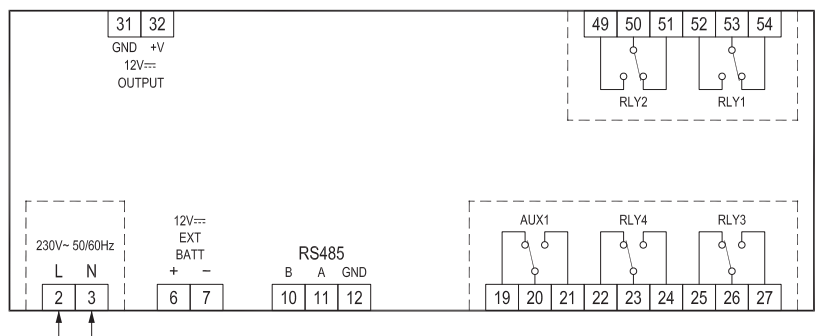 31 32
GND +V
12V⎓
OUTPUT
49 50 51 52 53 54
RLY2 RLY1
230V~ 50/60Hz
L N
2 3
12V⎓
EXT
BATT
+ −
6 7
RS485
B A GND
10 11 12
AUX1 RLY4 RLY3
19 20 21 22 23 24 25 26 27